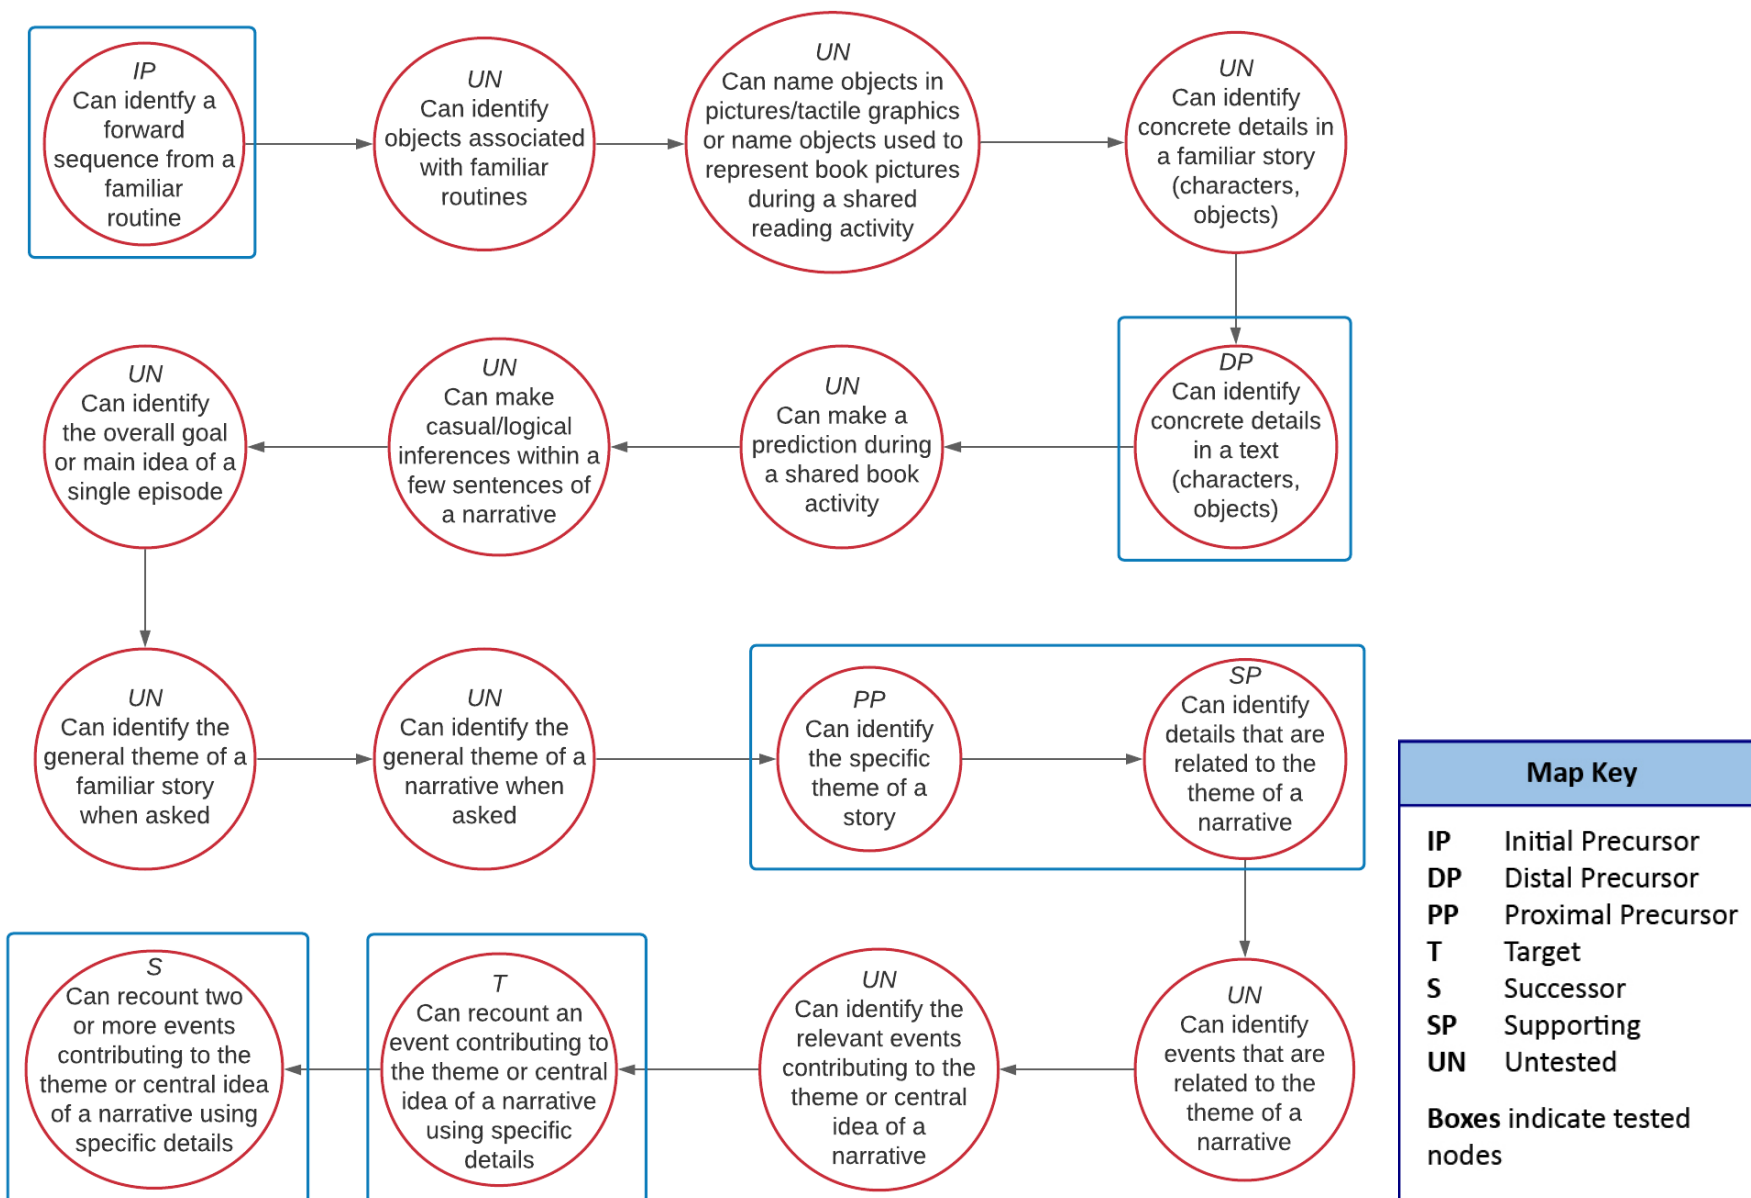 IP
Can identfy a
forward
sequence from a
familiar
routine
UN
Can identify
objects associated
with familiar
routines
UN
Can name objects in
pictures/tactile graphics
or name objects used to
represent book pictures
during a shared
reading activity
UN
Can identify
concrete details in
a familiar story
(characters,
objects)
DP
Can identify
concrete details
in a text
(characters,
objects)
UN
Can make a
prediction during
a shared book
activity
UN
Can make
casual/logical
inferences within a
few sentences of
a narrative
UN
Can identify
the overall goal
or main idea of a
single episode
UN
Can identify the
general theme of a
familiar story
when asked
UN
Can identify the
general theme of a
narrative when
asked
PP
Can identify
the specific
theme of a
story
SP
Can identify
details that are
related to the
theme of a
narrative
UN
Can identify
events that are
related to the
theme of a
narrative
UN
Can identify the
relevant events
contributing to the
theme or central
idea of a
narrative
T
Can recount an
event contributing to
the theme or central
idea of a narrative
using specific
details
S
Can recount two
or more events
contributing to the
theme or central idea
of a narrative using
specific details
Map Key
IP Initial Precursor
DP Distal Precursor
PP Proximal Precursor
T Target
S Successor
SP Supporting
UN Untested
Boxes indicate tested
nodes